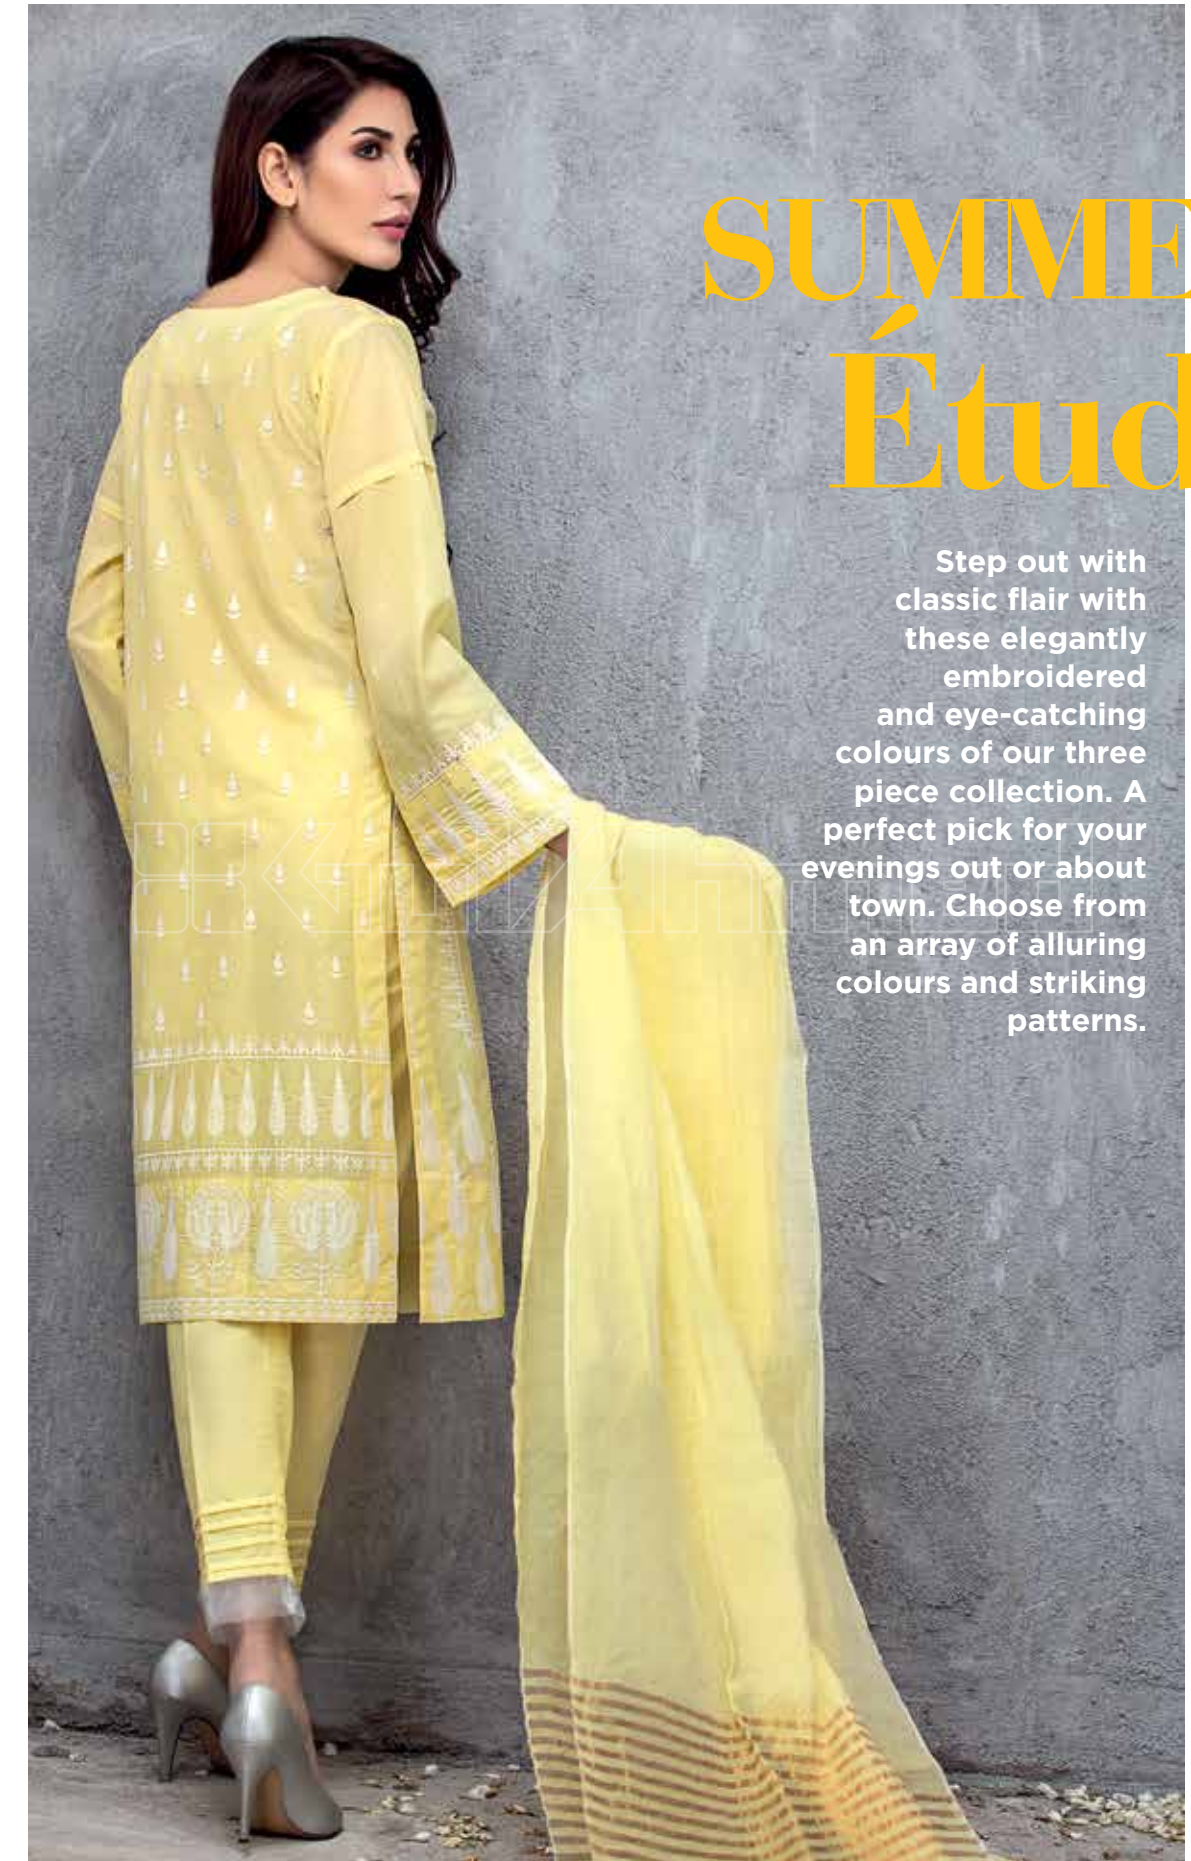 SUMME
Étud
Step out with
classic flair with
these elegantly
embroidered
and eye-catching
colours of our three
piece collection. A
perfect pick for your
evenings out or about
town. Choose from
an array of alluring
colours and striking
patterns.